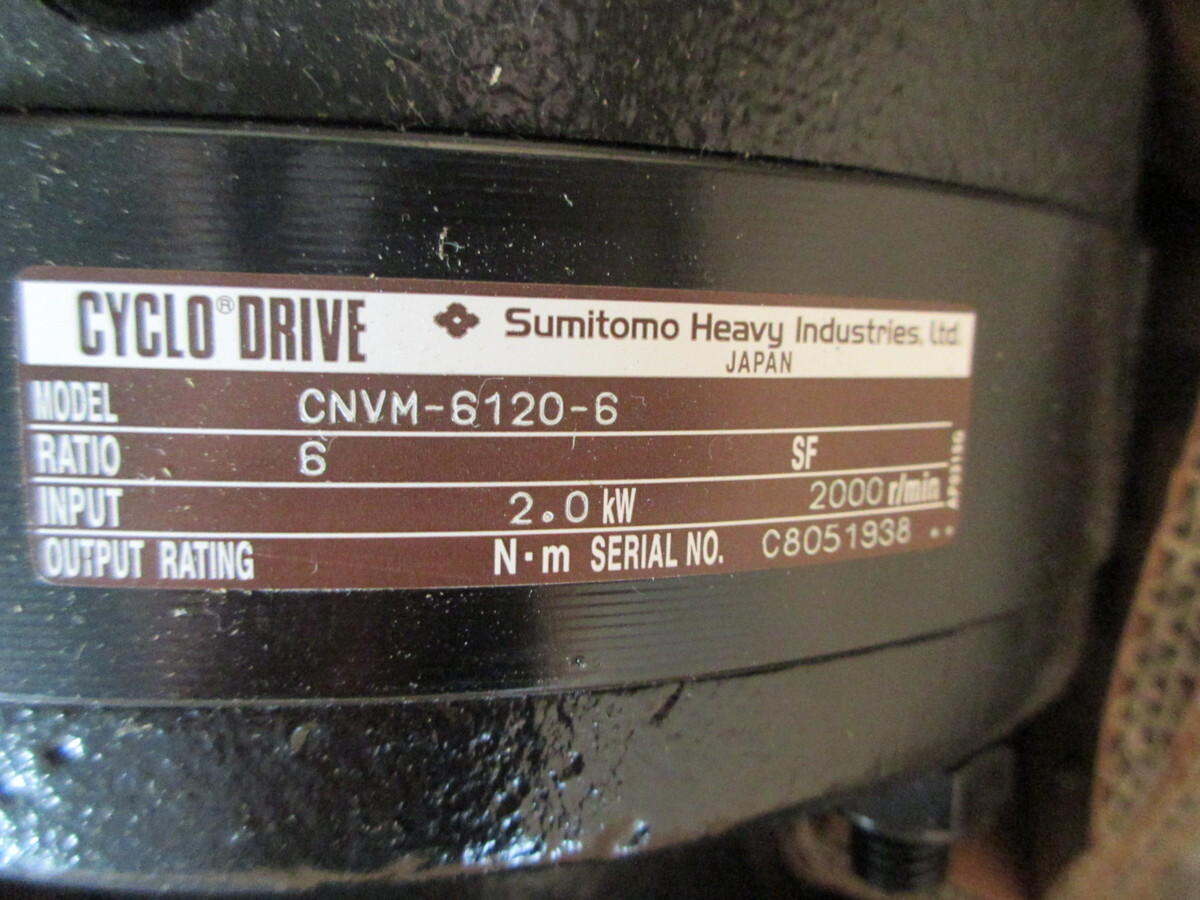 CYCLO® DRIVE Sumitomo Heavy Industries, Ltd.
JAPAN
MODEL CNVM-6120-6
RATIO 6 SF
INPUT 2.0 kW 2000 r/min
OUTPUT RATING N·m SERIAL NO. C8051938